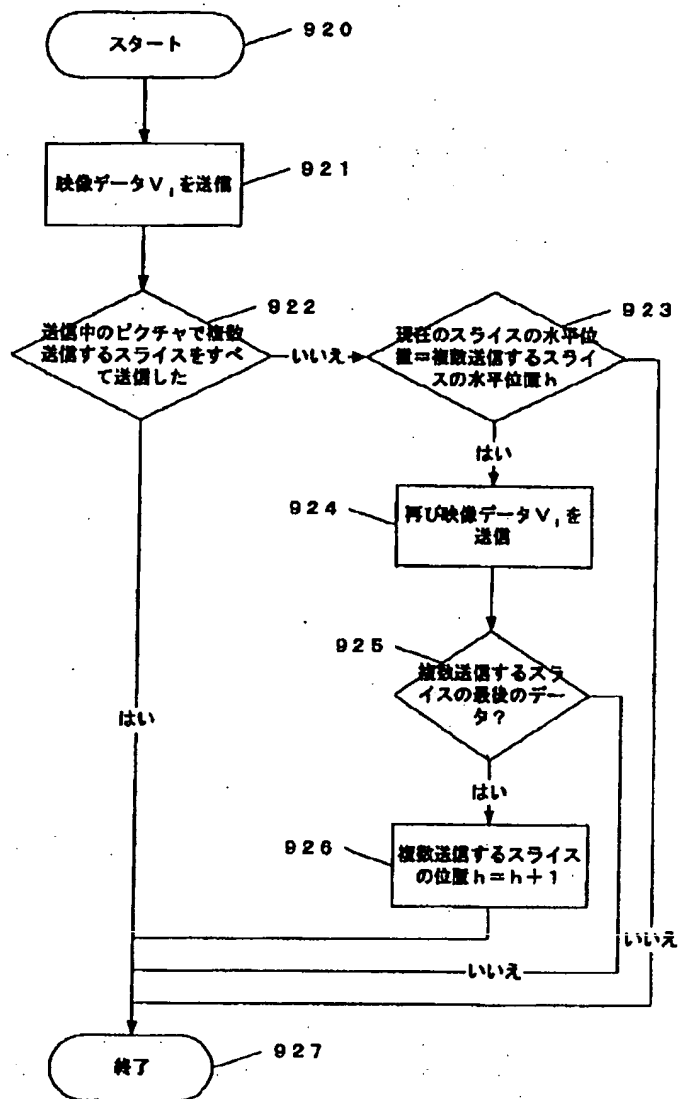 スタート
920
映像データV₁を送信
921
922
送信中のピクチャで複数
送信するスライスをすべ
て送信した
いいえ
923
現在のスライスの水平位
置=複数送信するスライ
スの水平位置h
はい
924
再び映像データV₁を
送信
925
複数送信するスラ
イスの最後のデー
タ?
はい
はい
926
複数送信するスライス
の位置h=h+1
いいえ
いいえ
終了
927